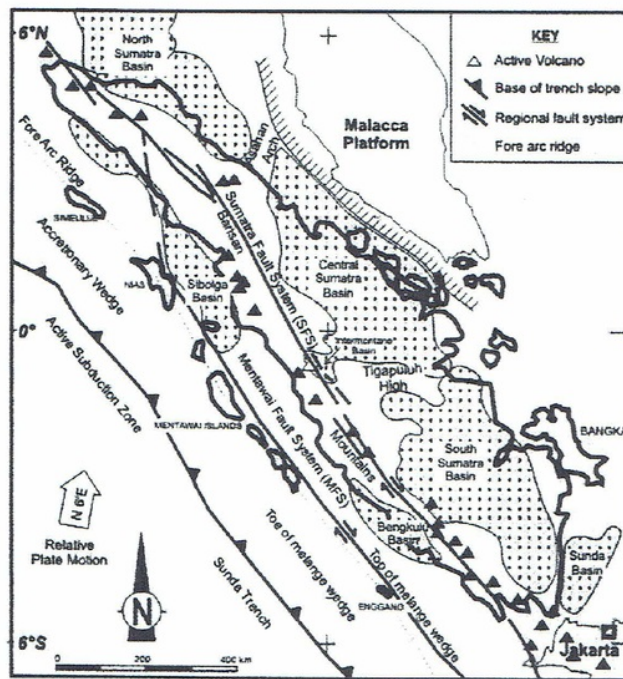 6°N
North
Sumatra
Basin
KEY
Active Volcano
Base of trench slope
Regional fault system
Fore arc ridge
Malacca
Platform
Asahan
Arch
Fore Arc Ridge
SIMEULUE
Accretionary Wedge
NIAS
Sibolga
Basin
Barisan
Sumatra Fault System (SFS)
Central
Sumatra
Basin
0°
Active Subduction Zone
Intermontane
Basin
Tigapuluh
High
MENTAWAI ISLANDS
Mentawai Fault System (MFS)
Mountains
South
Sumatra
Basin
BANGKA
N 6°E
Relative
Plate Motion
Bengkulu
Basin
Sunda
Basin
Toe of melange wedge
Top of melange wedge
Sunda Trench
ENGGANO
N
6°S
Jakarta
0
200
400 km